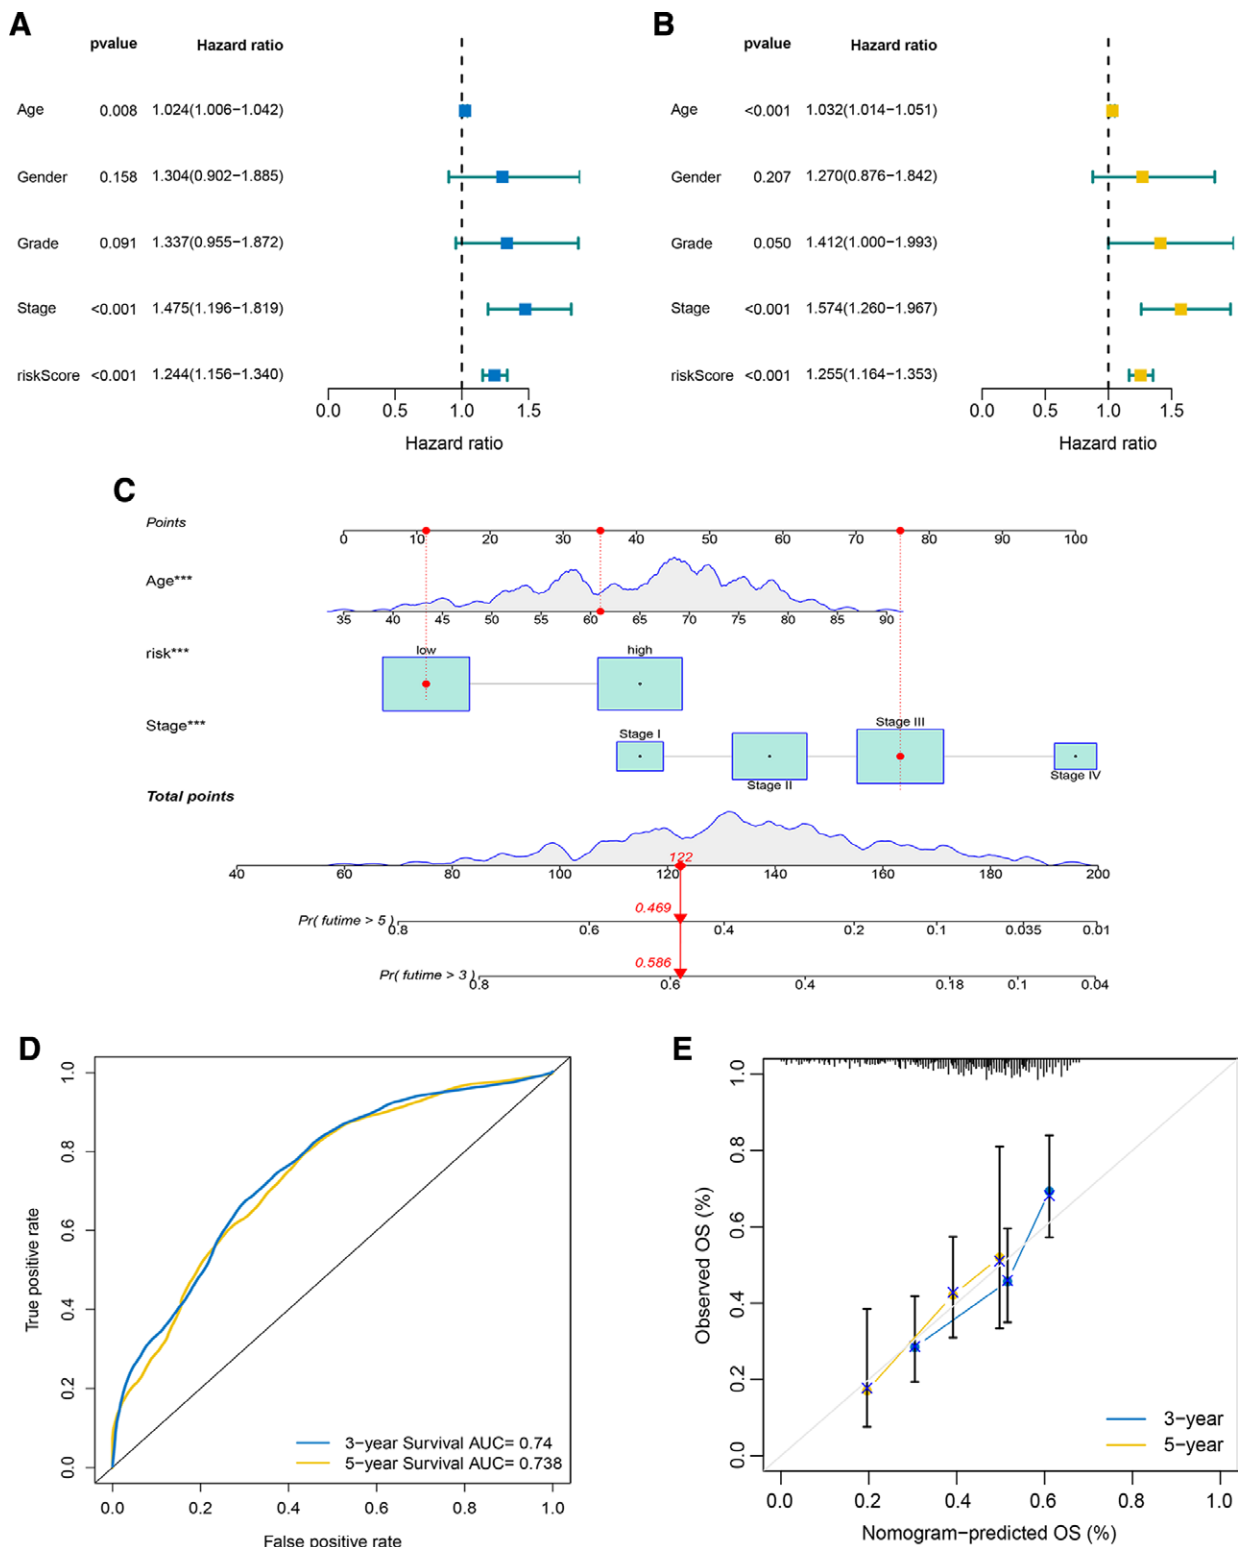 A
pvalue Hazard ratio
Age 0.008 1.024(1.006−1.042)
Gender 0.158 1.304(0.902−1.885)
Grade 0.091 1.337(0.955−1.872)
Stage <0.001 1.475(1.196−1.819)
riskScore <0.001 1.244(1.156−1.340)
0.0 0.5 1.0 1.5
Hazard ratio
B
pvalue Hazard ratio
Age <0.001 1.032(1.014−1.051)
Gender 0.207 1.270(0.876−1.842)
Grade 0.050 1.412(1.000−1.993)
Stage <0.001 1.574(1.260−1.967)
riskScore <0.001 1.255(1.164−1.353)
0.0 0.5 1.0 1.5
Hazard ratio
C
Points
0 10 20 30 40 50 60 70 80 90 100
Age***
35 40 45 50 55 60 65 70 75 80 85 90
risk***
low high
Stage***
Stage I Stage II Stage III Stage IV
Total points
122
40 60 80 100 120 140 160 180 200
0.469
Pr( futime > 5 )
0.8 0.6 0.4 0.2 0.1 0.035 0.01
0.586
Pr( futime > 3 )
0.8 0.6 0.4 0.18 0.1 0.04
D
True positive rate
1.0
0.8
0.6
0.4
0.2
0.0
3−year Survival AUC= 0.74
5−year Survival AUC= 0.738
0.0 0.2 0.4 0.6 0.8 1.0
False positive rate
E
Observed OS (%)
1.0
0.8
0.6
0.4
0.2
0.0
3−year
5−year
0.0 0.2 0.4 0.6 0.8 1.0
Nomogram−predicted OS (%)